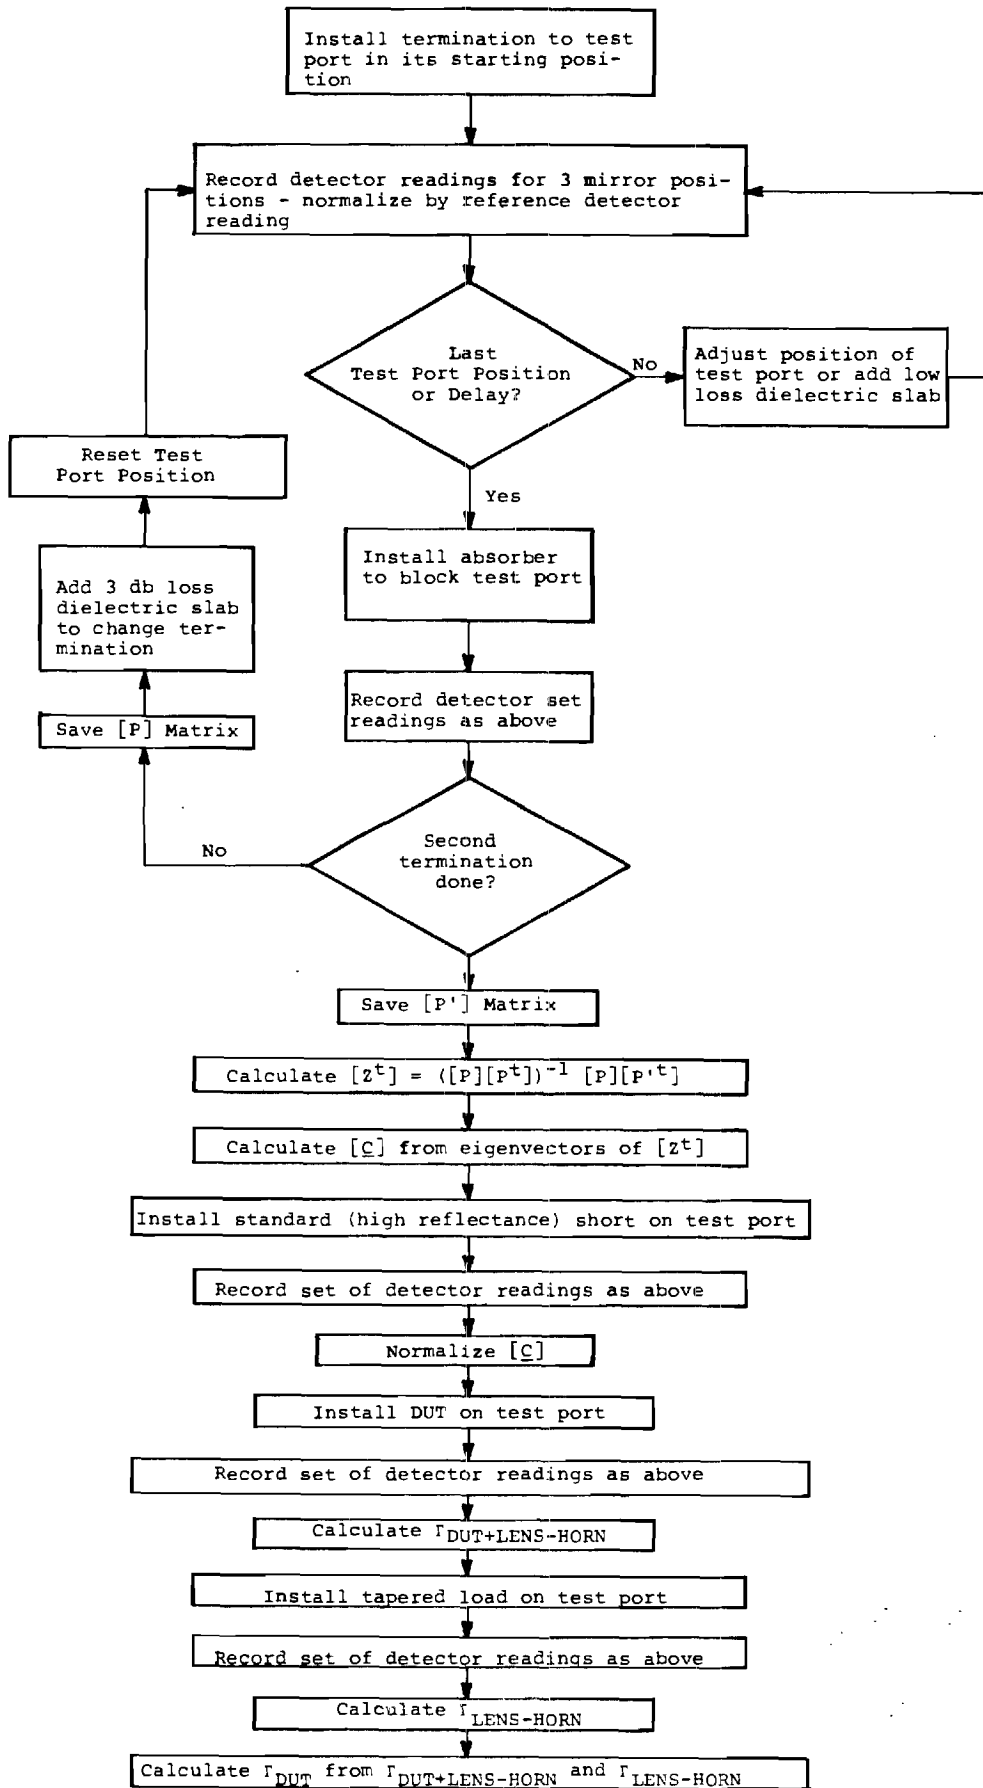 Install termination to test
port in its starting posi-
tion
Record detector readings for 3 mirror posi-
tions - normalize by reference detector
reading
Last
Test Port Position
or Delay?
No
Adjust position of
test port or add low
loss dielectric slab
Reset Test
Port Position
Yes
Install absorber
to block test port
Add 3 db loss
dielectric slab
to change ter-
mination
Record detector set
readings as above
Save [P] Matrix
Second
termination
done?
No
Save [P'] Matrix
Calculate [Zᵗ] = ([P][Pᵗ])⁻¹ [P][P'ᵗ]
Calculate [C̲] from eigenvectors of [Zᵗ]
Install standard (high reflectance) short on test port
Record set of detector readings as above
Normalize [C̲]
Install DUT on test port
Record set of detector readings as above
Calculate Γ_DUT+LENS-HORN
Install tapered load on test port
Record set of detector readings as above
Calculate Γ_LENS-HORN
Calculate Γ_DUT from Γ_DUT+LENS-HORN and Γ_LENS-HORN